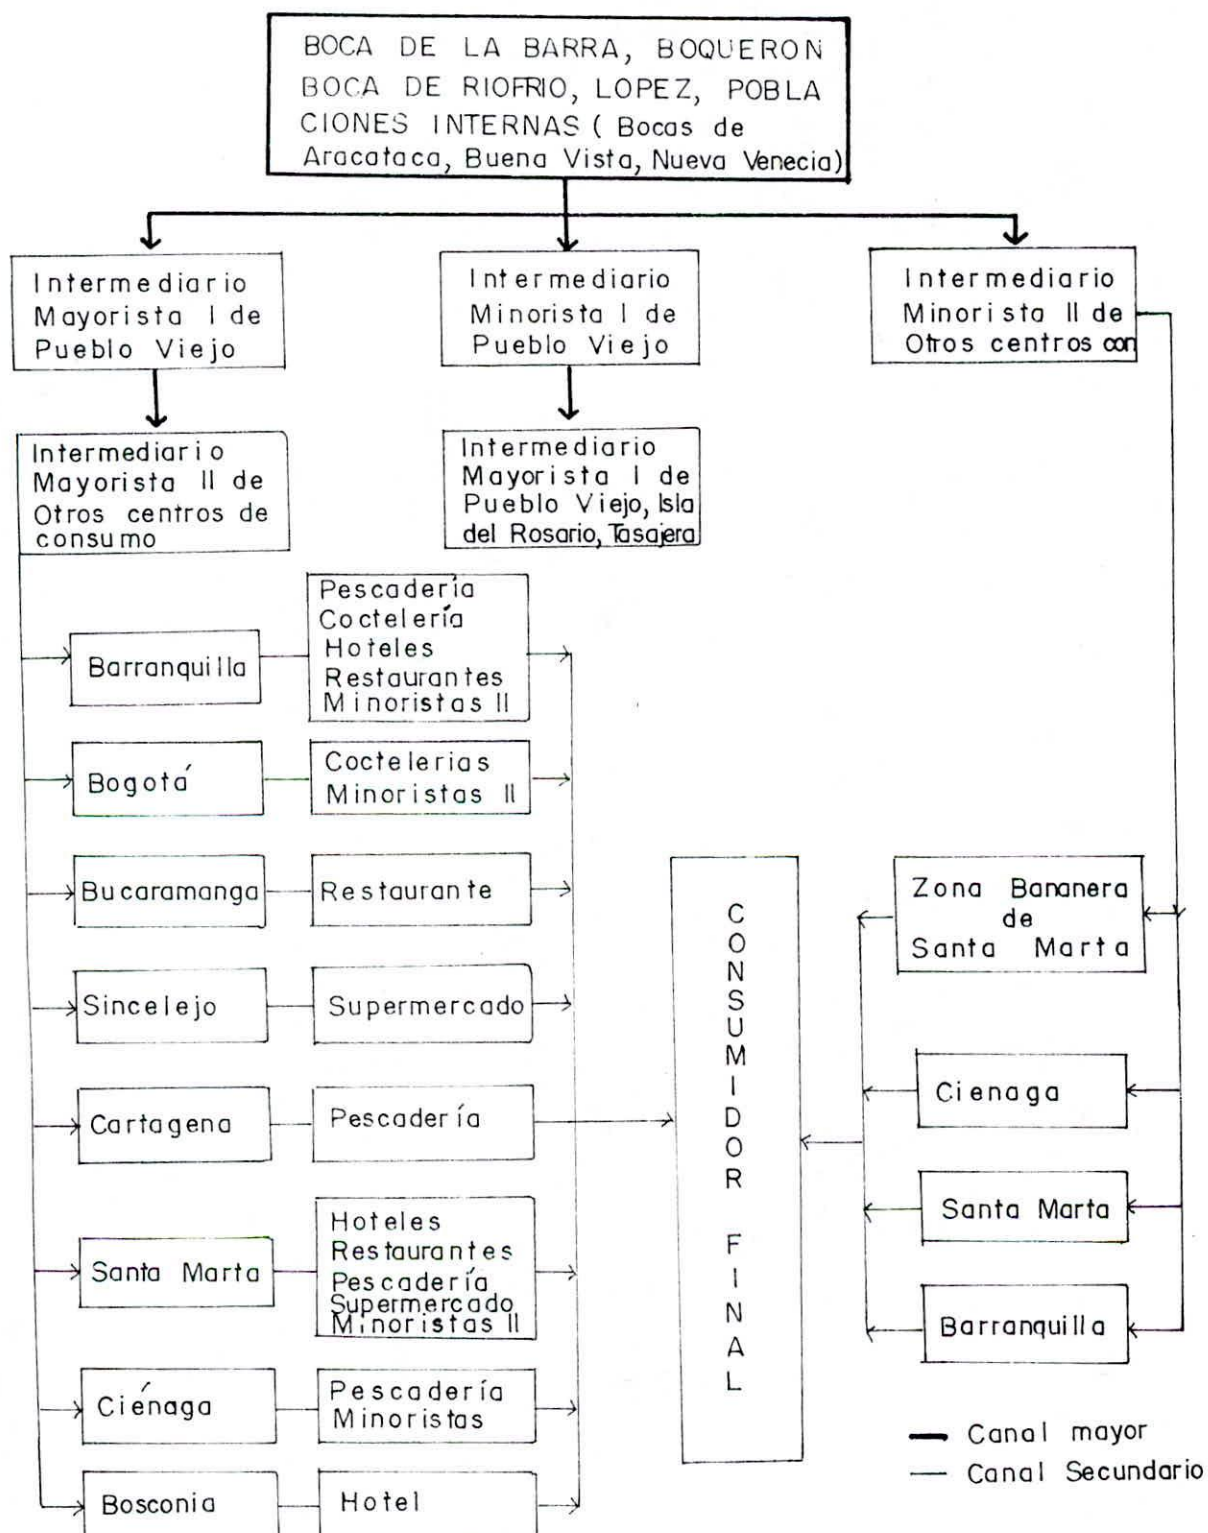 BOCA DE LA BARRA, BOQUERON
BOCA DE RIOFRIO, LOPEZ, POBLA
CIONES INTERNAS ( Bocas de
Aracataca, Buena Vista, Nueva Venecia)
Intermediario
Mayorista I de
Pueblo Viejo
Intermediario
Minorista I de
Pueblo Viejo
Intermediario
Minorista II de
Otros centros con
Intermediario
Mayorista II de
Otros centros de
consumo
Intermediario
Mayorista I de
Pueblo Viejo, Isla
del Rosario, Tasajera
Barranquilla
Pescadería
Coctelería
Hoteles
Restaurantes
Minoristas II
Bogotá
Coctelerias
Minoristas II
Bucaramanga
Restaurante
Sincelejo
Supermercado
Cartagena
Pescadería
Santa Marta
Hoteles
Restaurantes
Pescadería
Supermercado
Minoristas II
Ciénaga
Pescadería
Minoristas
Bosconia
Hotel
CONSUMIDOR FINAL
Zona Bananera
de
Santa Marta
Cienaga
Santa Marta
Barranquilla
Canal mayor
Canal Secundario